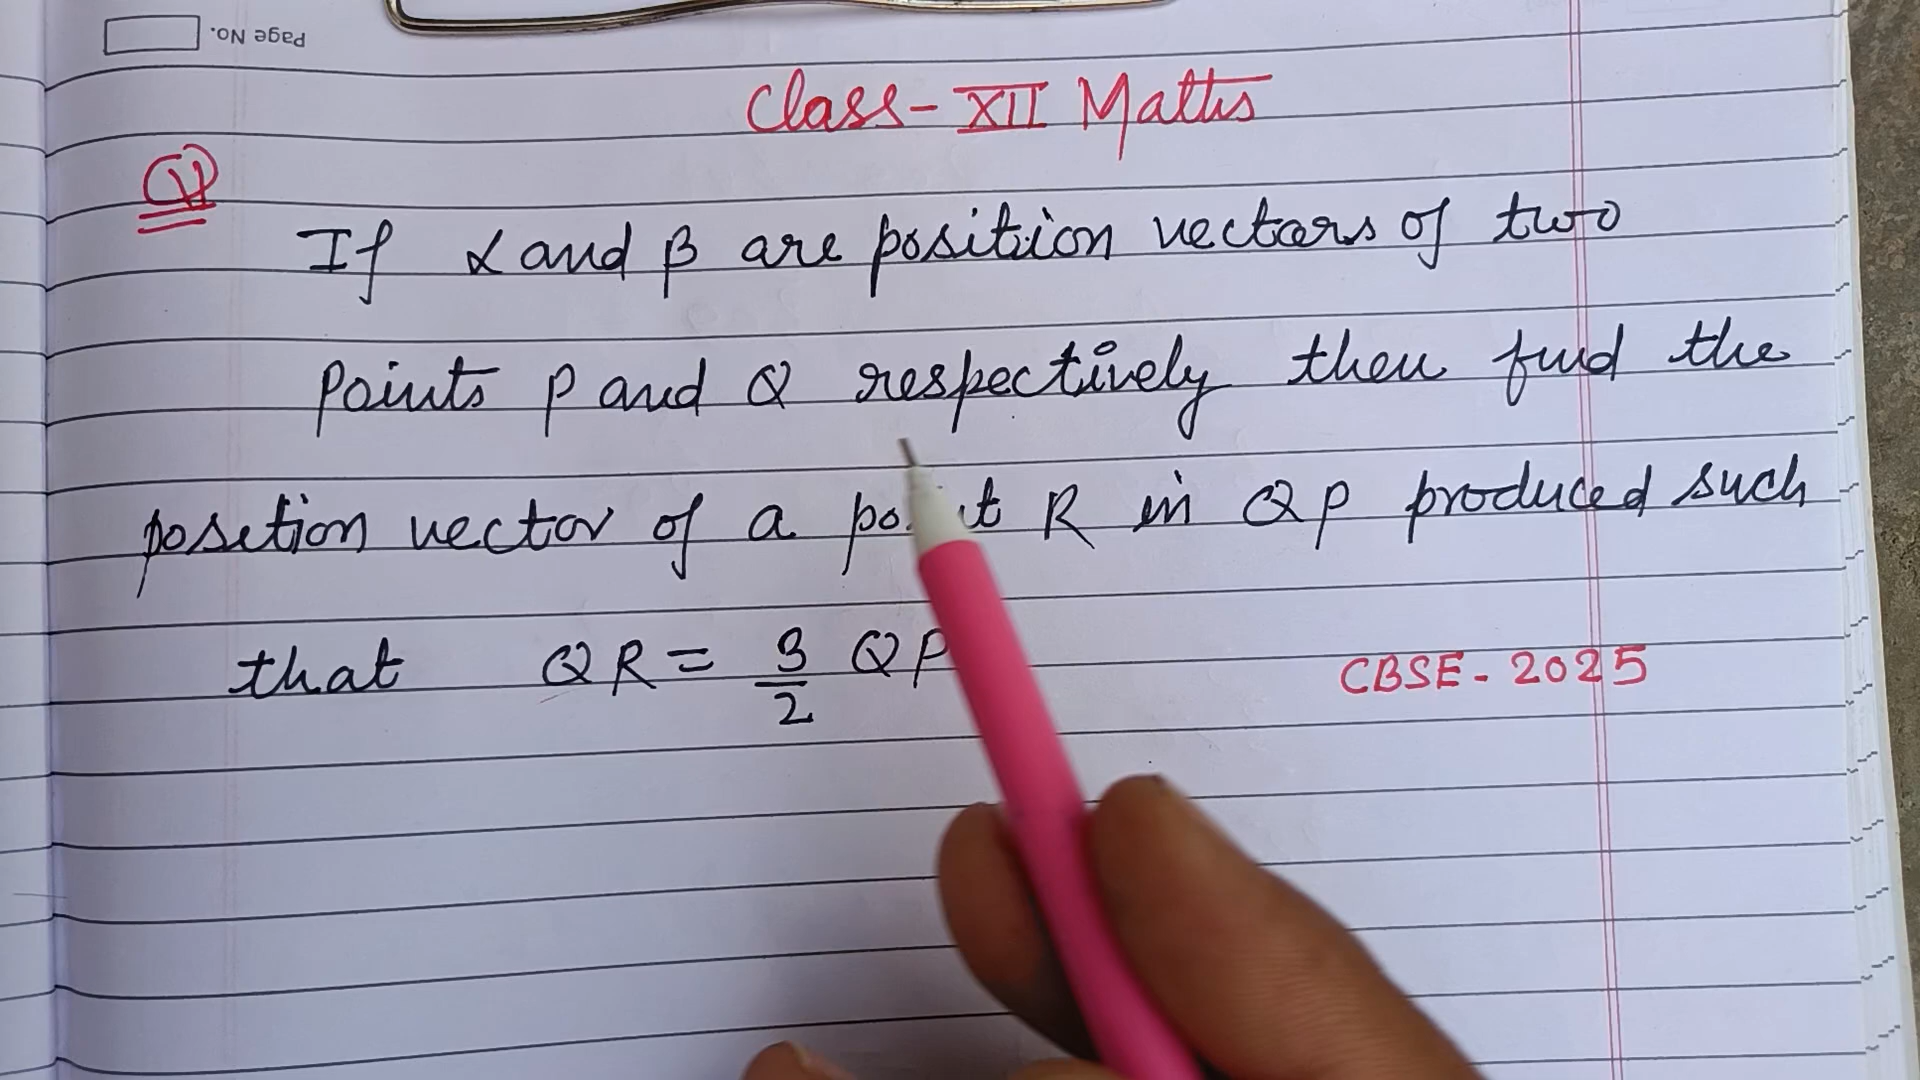 Page No.
Class-XII Maths
Q1
If α and β are position vectors of two
points P and Q respectively then find the
position vector of a point R in QP produced such
that QR = 3/2 QP
CBSE-2025